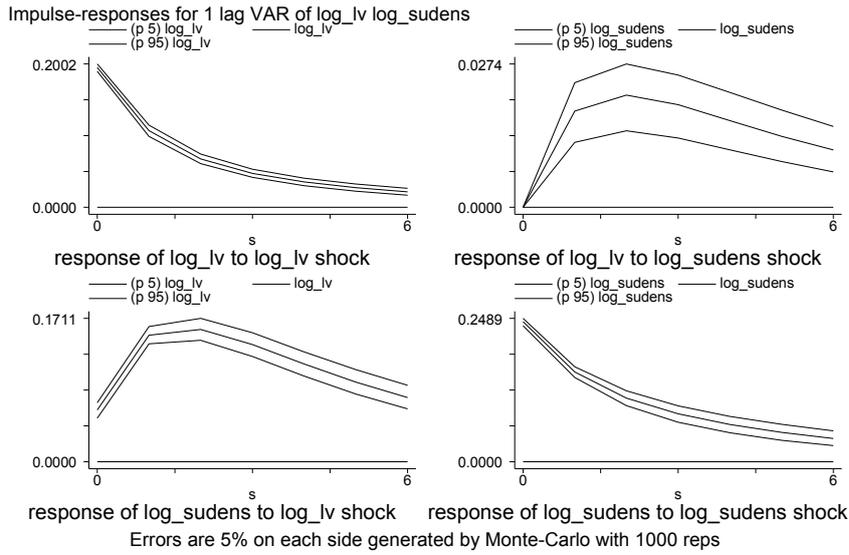 Impulse-responses for 1 lag VAR of log_lv log_sudens
(p 5) log_lv log_lv
(p 95) log_lv
0.2002
0.0000
0 6
s
response of log_lv to log_lv shock
(p 5) log_sudens log_sudens
(p 95) log_sudens
0.0274
0.0000
0 6
s
response of log_lv to log_sudens shock
(p 5) log_lv log_lv
(p 95) log_lv
0.1711
0.0000
0 6
s
response of log_sudens to log_lv shock
(p 5) log_sudens log_sudens
(p 95) log_sudens
0.2489
0.0000
0 6
s
response of log_sudens to log_sudens shock
Errors are 5% on each side generated by Monte-Carlo with 1000 reps